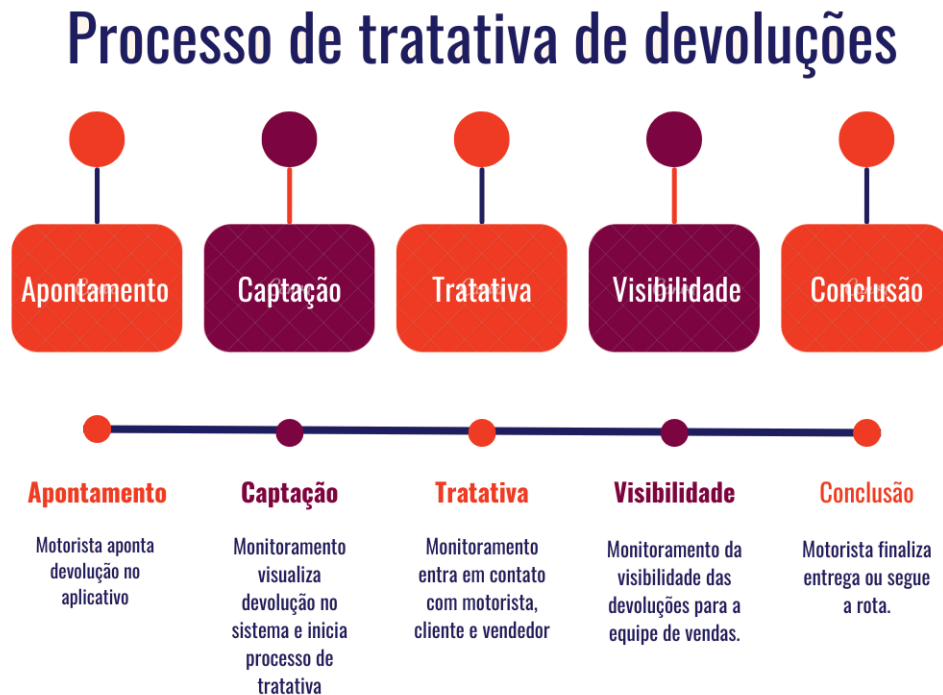 Processo de tratativa de devoluções
Apontamento
Captação
Tratativa
Visibilidade
Conclusão
Apontamento
Motorista aponta
devolução no
aplicativo
Captação
Monitoramento
visualiza
devolução no
sistema e inicia
processo de
tratativa
Tratativa
Monitoramento
entra em contato
com motorista,
cliente e vendedor
Visibilidade
Monitoramento da
visibilidade das
devoluções para a
equipe de vendas.
Conclusão
Motorista finaliza
entrega ou segue
a rota.